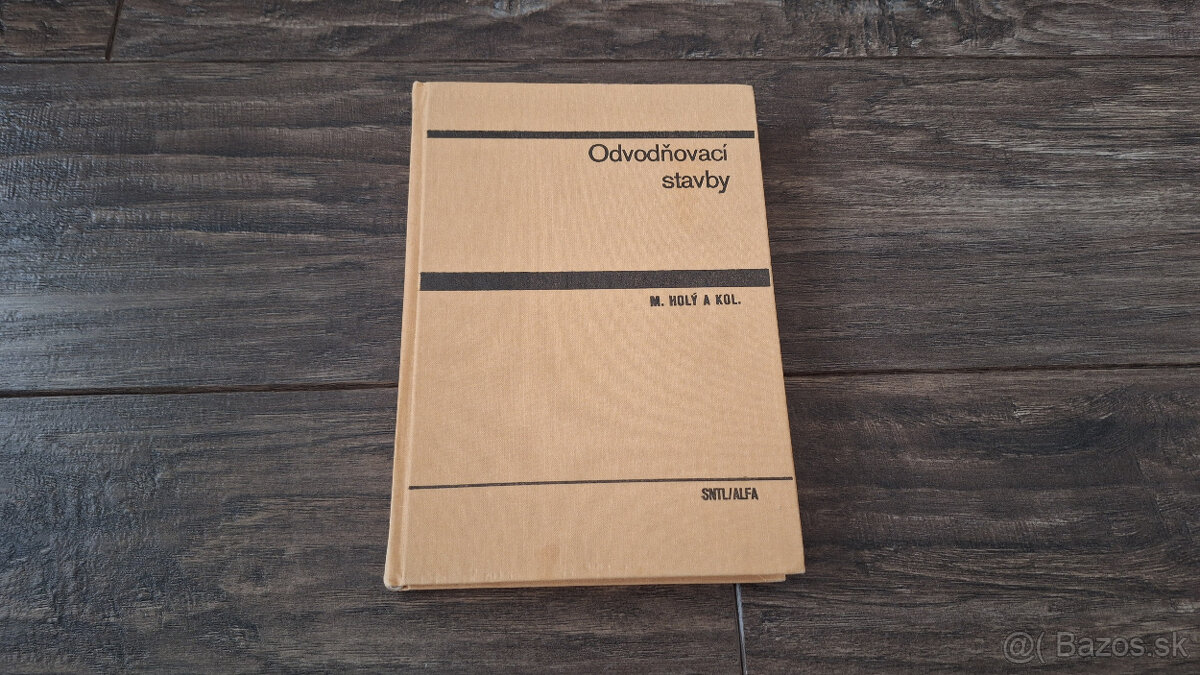 Odvodňovací
stavby
M. HOLÝ A KOL.
SNTL/ALFA
@( Bazos.sk